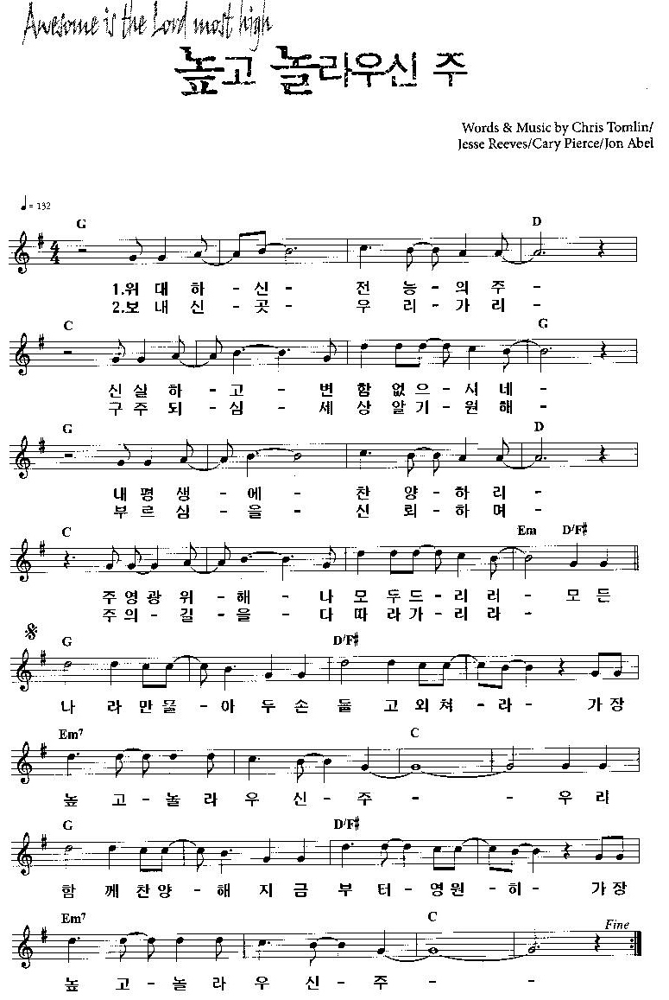 Awesome is the Lord most high
높고 놀라우신 주
Words & Music by Chris Tomlin/
Jesse Reeves/Cary Pierce/Jon Abel
♩= 132
G D
1.위 대 하 - 신 - 전 능 - 의 주 -
2.보 내 신 - 곳 - 우 리 - 가 리 -
C G
신 실 하 - 고 - 변 함 없 으 - 시 네 -
구 주 되 - 심 - 세 상 알 기 - 원 해 -
G D
내 평 생 - 에 - 찬 양 - 하 리 -
부 르 심 - 을 - 신 뢰 - 하 며 -
C Em D/F#
주 영 광 위 - 해 - 나 모 두 드 - 리 리 - 모 든
주 의 - 길 - 을 - 다 따 라 가 - 리 라 -
G D/F#
나 라 만 물 - 아 두 손 들 고 외 쳐 - 라 - 가 장
Em7 C
높 고 - 놀 라 우 신 - 주 - - 우 리
G D/F#
함 께 찬 양 - 해 지 금 부 터 - 영 원 - 히 - 가 장
Em7 C Fine
높 고 - 놀 라 우 신 - 주 - -